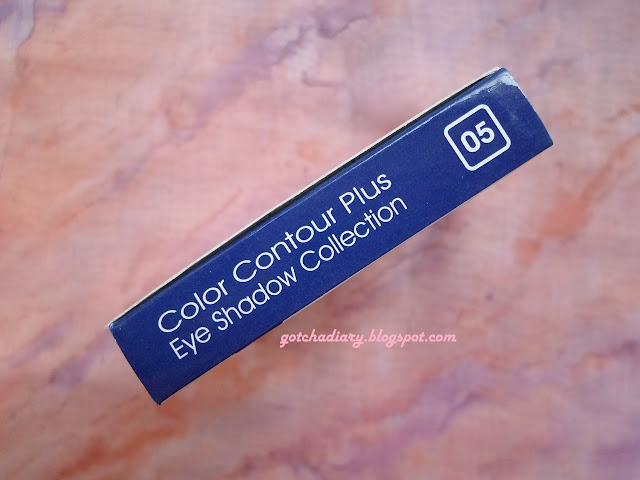 05
Color Contour Plus
Eye Shadow Collection
gotchadiary.blogspot.com